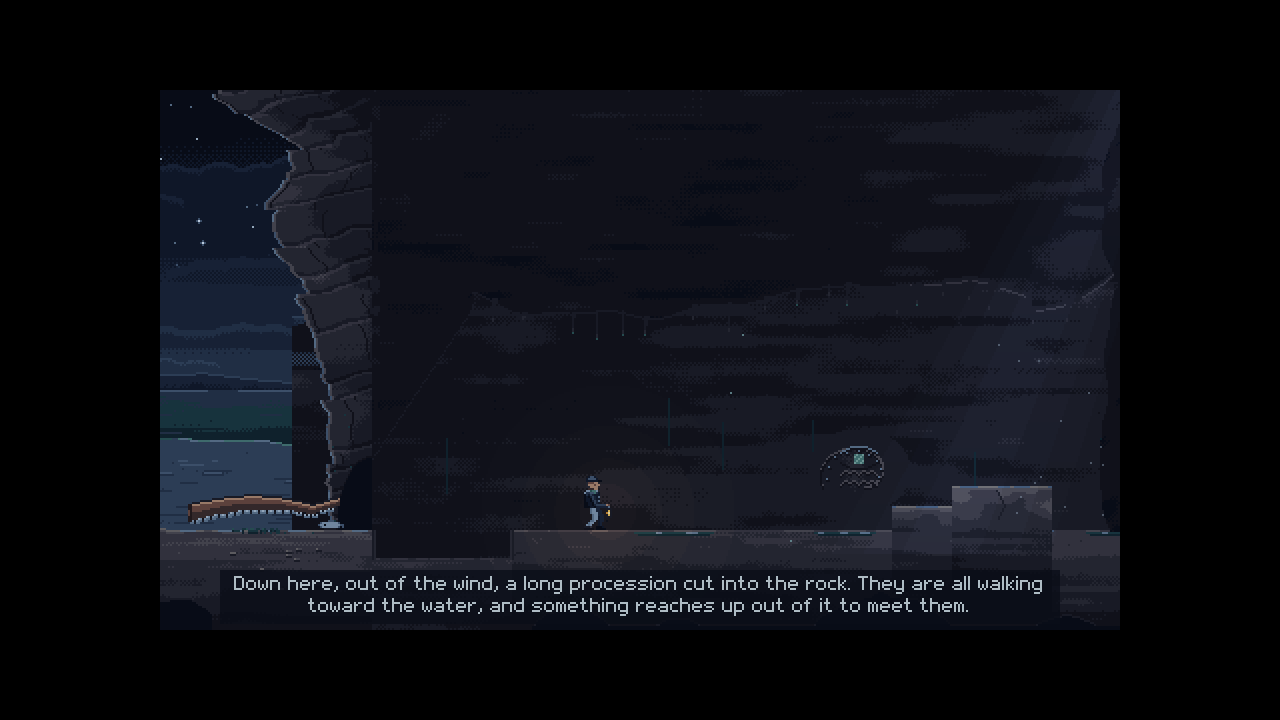 Down here, out of the wind, a long procession cut into the rock. They are all walking
toward the water, and something reaches up out of it to meet them.